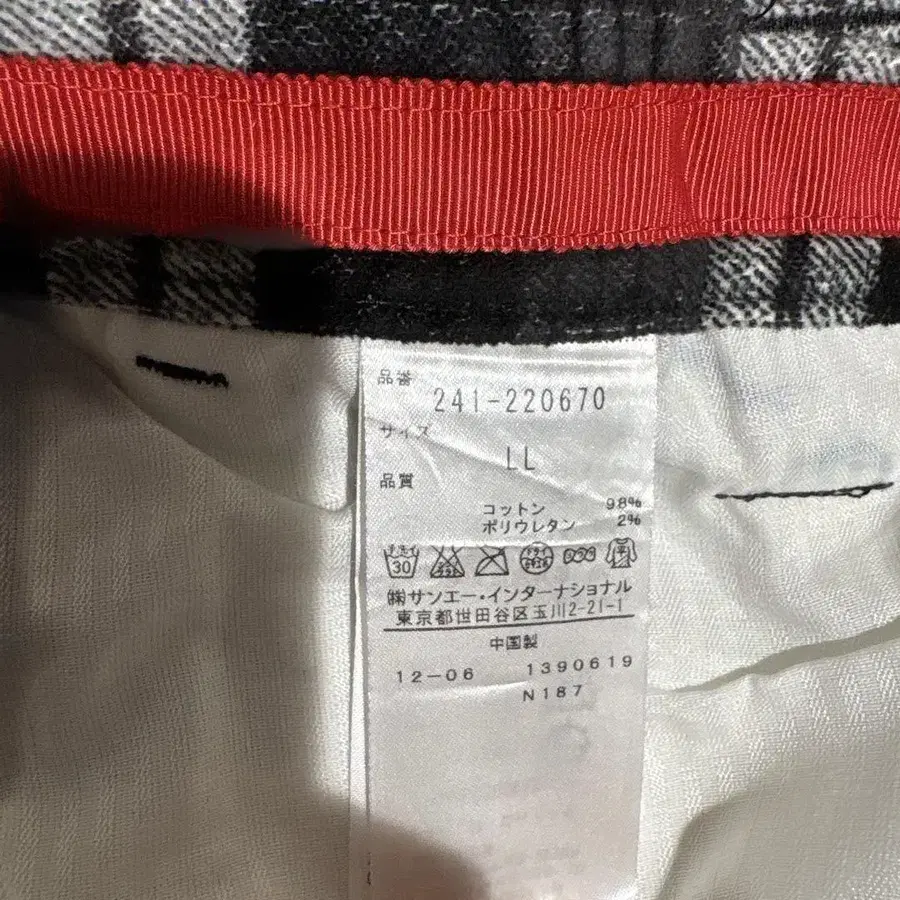 品番
241-220670
サイズ
LL
品質
コットン 98%
ポリウレタン 2%
30
㈱サンエー・インターナショナル
東京都世田谷区玉川2-21-1
中国製
12-06 1390619
N187